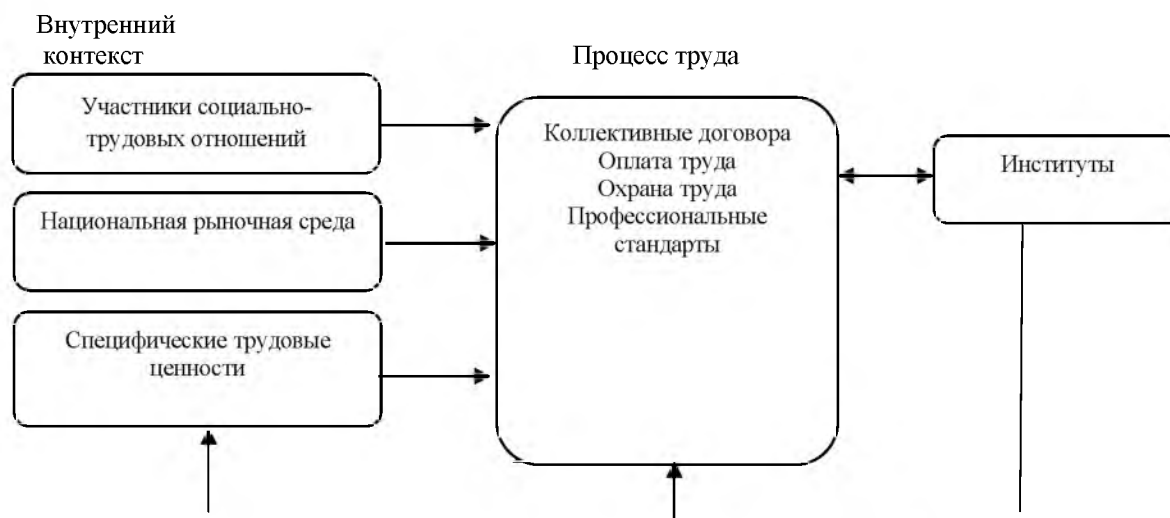 Внутренний
контекст
Процесс труда
Участники социально-
трудовых отношений
Национальная рыночная среда
Специфические трудовые
ценности
Коллективные договора
Оплата труда
Охрана труда
Профессиональные
стандарты
Институты